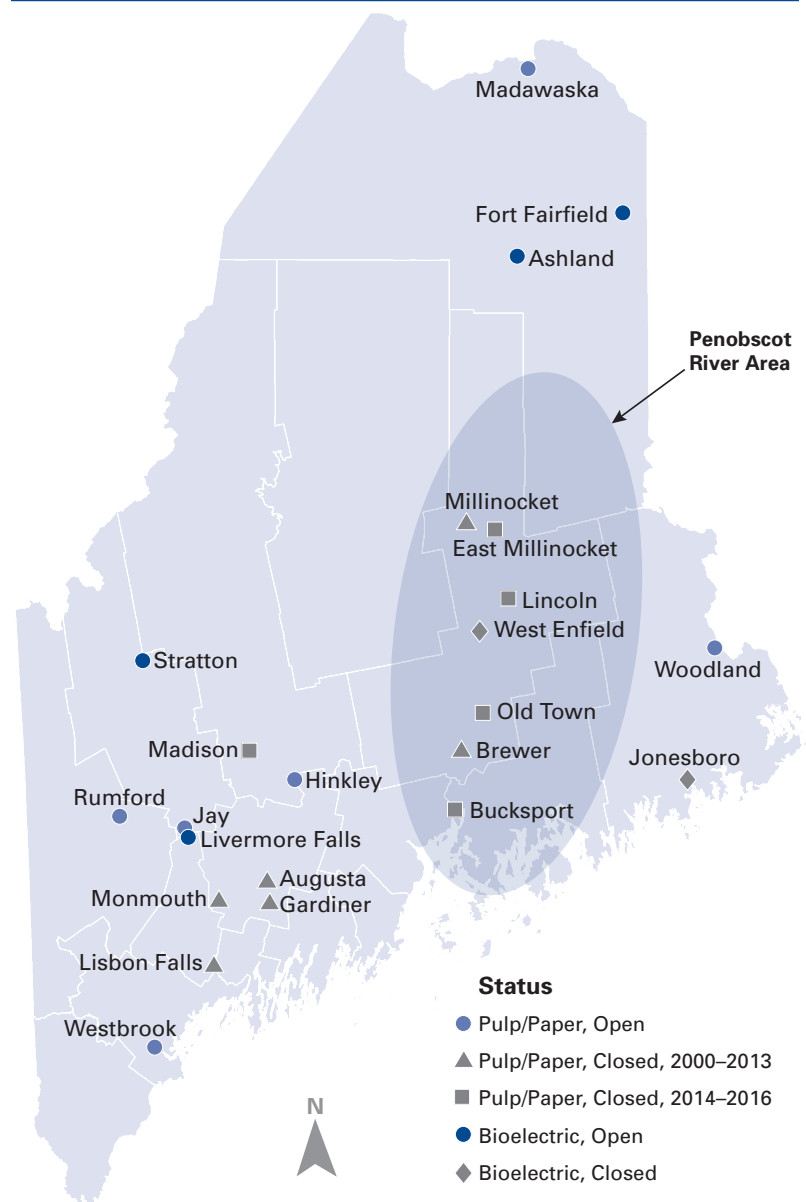 Madawaska
Fort Fairfield
Ashland
Penobscot
River Area
Millinocket
East Millinocket
Lincoln
West Enfield
Stratton
Woodland
Old Town
Madison
Brewer
Jonesboro
Hinkley
Rumford
Jay
Bucksport
Livermore Falls
Augusta
Monmouth
Gardiner
Lisbon Falls
Westbrook
Status
Pulp/Paper, Open
Pulp/Paper, Closed, 2000–2013
Pulp/Paper, Closed, 2014–2016
Bioelectric, Open
Bioelectric, Closed
N